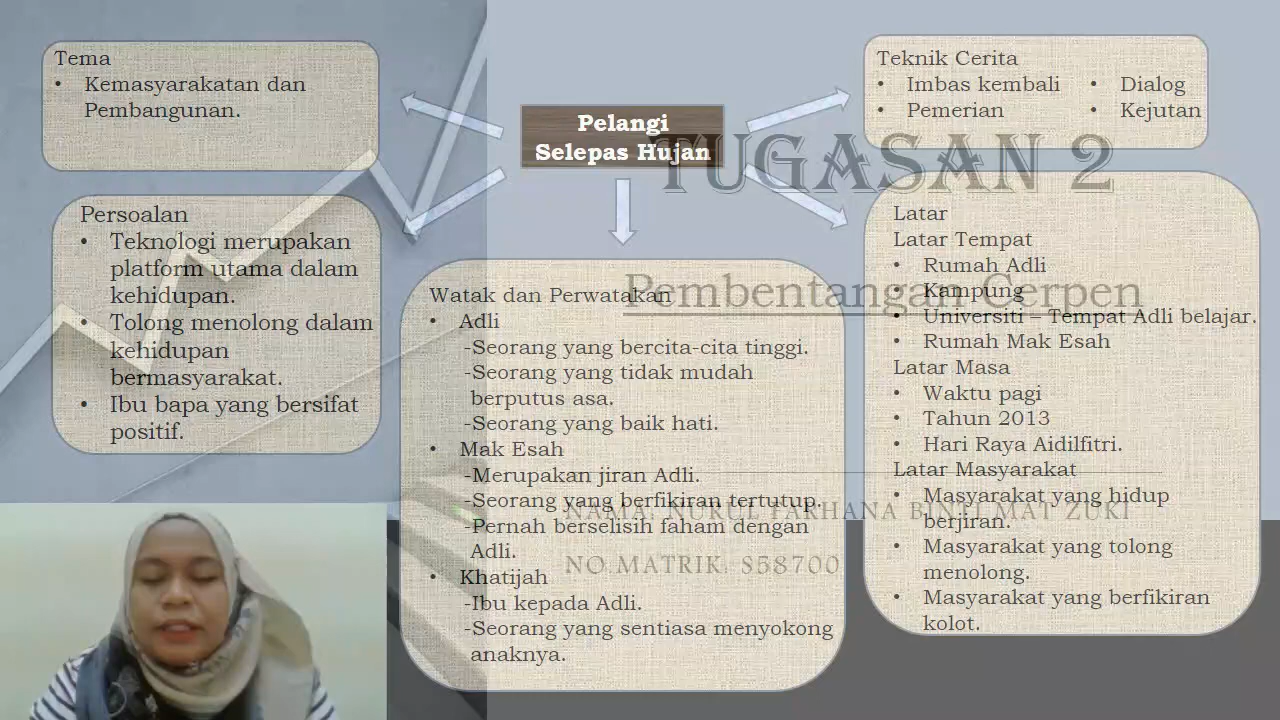 Tema
• Kemasyarakatan dan
Pembangunan.
Persoalan
• Teknologi merupakan
platform utama dalam
kehidupan.
• Tolong menolong dalam
kehidupan
bermasyarakat.
• Ibu bapa yang bersifat
positif.
Pelangi
Selepas Hujan
Watak dan Perwatakan
• Adli
-Seorang yang bercita-cita tinggi.
-Seorang yang tidak mudah
berputus asa.
-Seorang yang baik hati.
• Mak Esah
-Merupakan jiran Adli.
-Seorang yang berfikiran tertutup.
-Pernah berselisih faham dengan
Adli.
• Khatijah
-Ibu kepada Adli.
-Seorang yang sentiasa menyokong
anaknya.
Teknik Cerita
• Imbas kembali • Dialog
• Pemerian • Kejutan
Latar
Latar Tempat
• Rumah Adli
• Kampung
• Universiti – Tempat Adli belajar.
• Rumah Mak Esah
Latar Masa
• Waktu pagi
• Tahun 2013
• Hari Raya Aidilfitri.
Latar Masyarakat
• Masyarakat yang hidup
berjiran.
• Masyarakat yang tolong
menolong.
• Masyarakat yang berfikiran
kolot.
TUGASAN 2
Pembentangan Cerpen
NAMA: NURUL FARHANA BINTI MAT ZUKI
NO.MATRIK: S58700